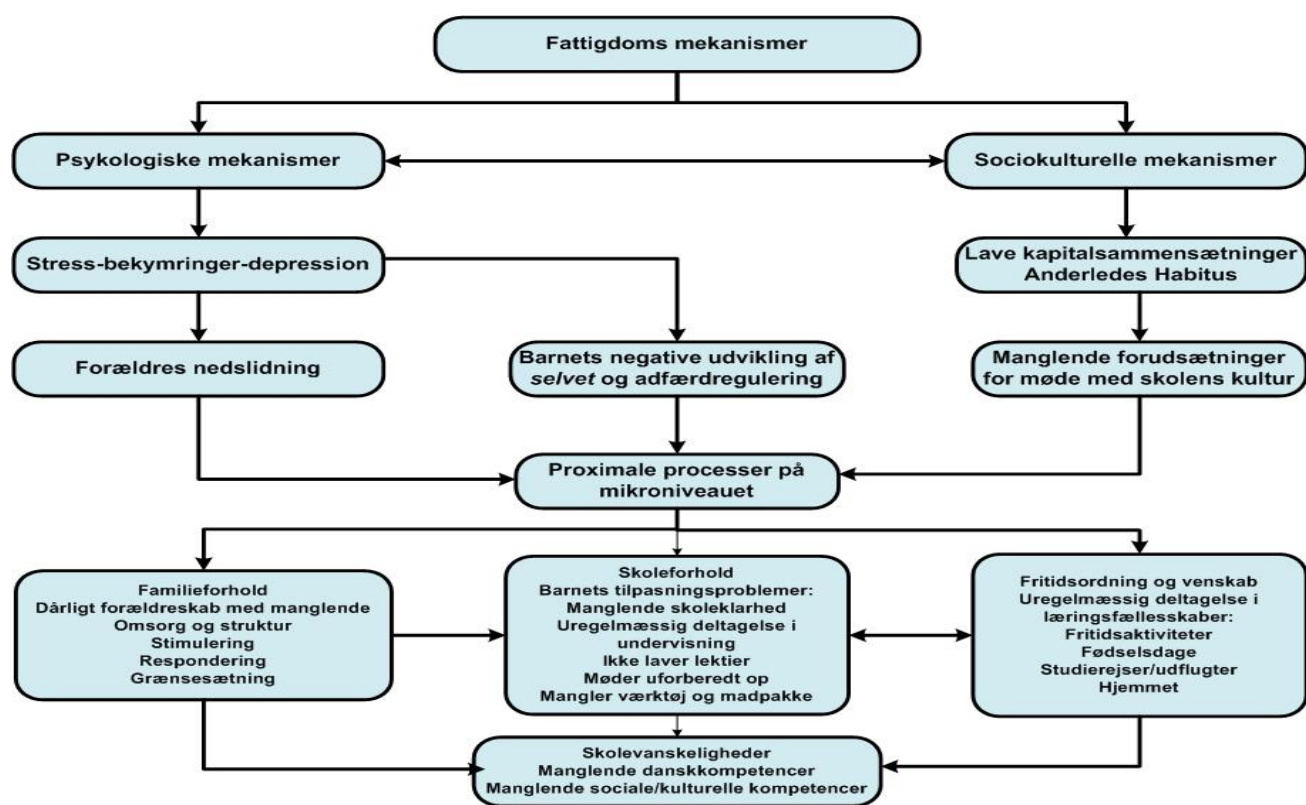 Fattigdoms mekanismer
Psykologiske mekanismer
Sociokulturelle mekanismer
Stress-bekymringer-depression
Lave kapitalsammensætninger
Anderledes Habitus
Forældres nedslidning
Barnets negative udvikling af
selvet og adfærdregulering
Manglende forudsætninger
for møde med skolens kultur
Proximale processer på
mikroniveauet
Familieforhold
Dårligt forældreskab med manglende
Omsorg og struktur
Stimulering
Respondering
Grænsesætning
Skoleforhold
Barnets tilpasningsproblemer:
Manglende skoleklarhed
Uregelmæssig deltagelse i
undervisning
Ikke laver lektier
Møder uforberedt op
Mangler værktøj og madpakke
Fritidsordning og venskab
Uregelmæssig deltagelse i
læringsfællesskaber:
Fritidsaktiviteter
Fødselsdage
Studierejser/udflugter
Hjemmet
Skolevanskeligheder
Manglende danskkompetencer
Manglende sociale/kulturelle kompetencer